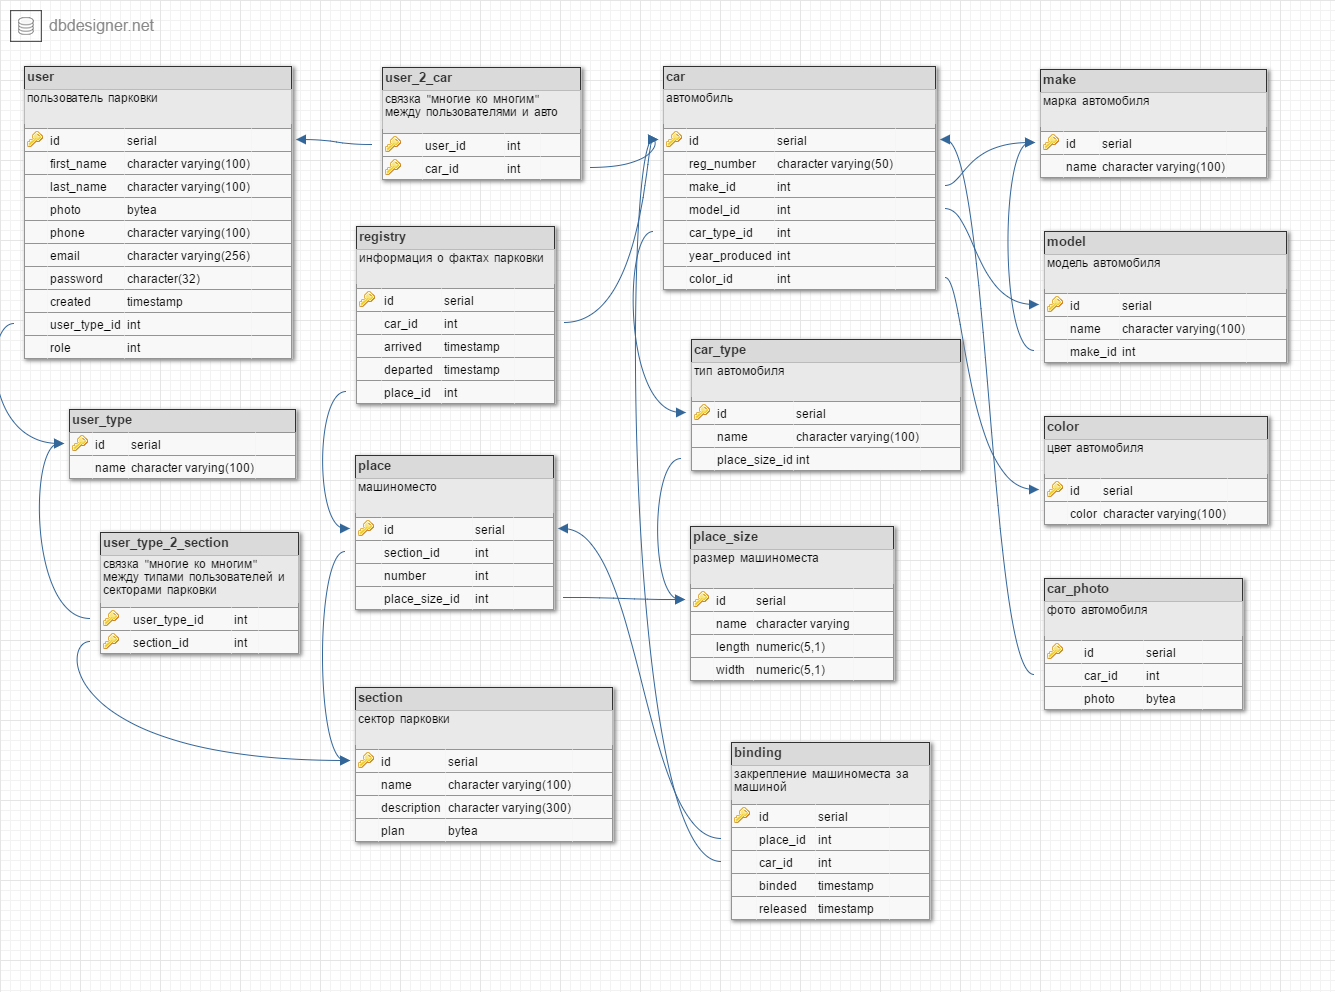 dbdesigner.net
user
пользователь парковки
id serial
first_name character varying(100)
last_name character varying(100)
photo bytea
phone character varying(100)
email character varying(256)
password character(32)
created timestamp
user_type_id int
role int
user_2_car
связка "многие ко многим"
между пользователями и авто
user_id int
car_id int
car
автомобиль
id serial
reg_number character varying(50)
make_id int
model_id int
car_type_id int
year_produced int
color_id int
make
марка автомобиля
id serial
name character varying(100)
registry
информация о фактах парковки
id serial
car_id int
arrived timestamp
departed timestamp
place_id int
model
модель автомобиля
id serial
name character varying(100)
make_id int
car_type
тип автомобиля
id serial
name character varying(100)
place_size_id int
user_type
id serial
name character varying(100)
place
машиноместо
id serial
section_id int
number int
place_size_id int
color
цвет автомобиля
id serial
color character varying(100)
user_type_2_section
связка "многие ко многим"
между типами пользователей и
секторами парковки
user_type_id int
section_id int
place_size
размер машиноместа
id serial
name character varying
length numeric(5,1)
width numeric(5,1)
car_photo
фото автомобиля
id serial
car_id int
photo bytea
section
сектор парковки
id serial
name character varying(100)
description character varying(300)
plan bytea
binding
закрепление машиноместа за
машиной
id serial
place_id int
car_id int
binded timestamp
released timestamp